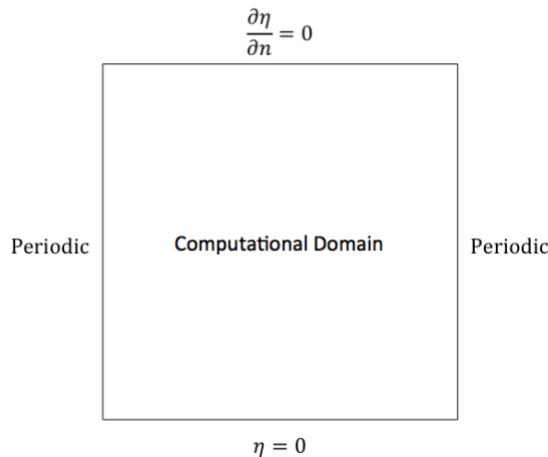 ∂η/∂n = 0
Periodic
Computational Domain
Periodic
η = 0